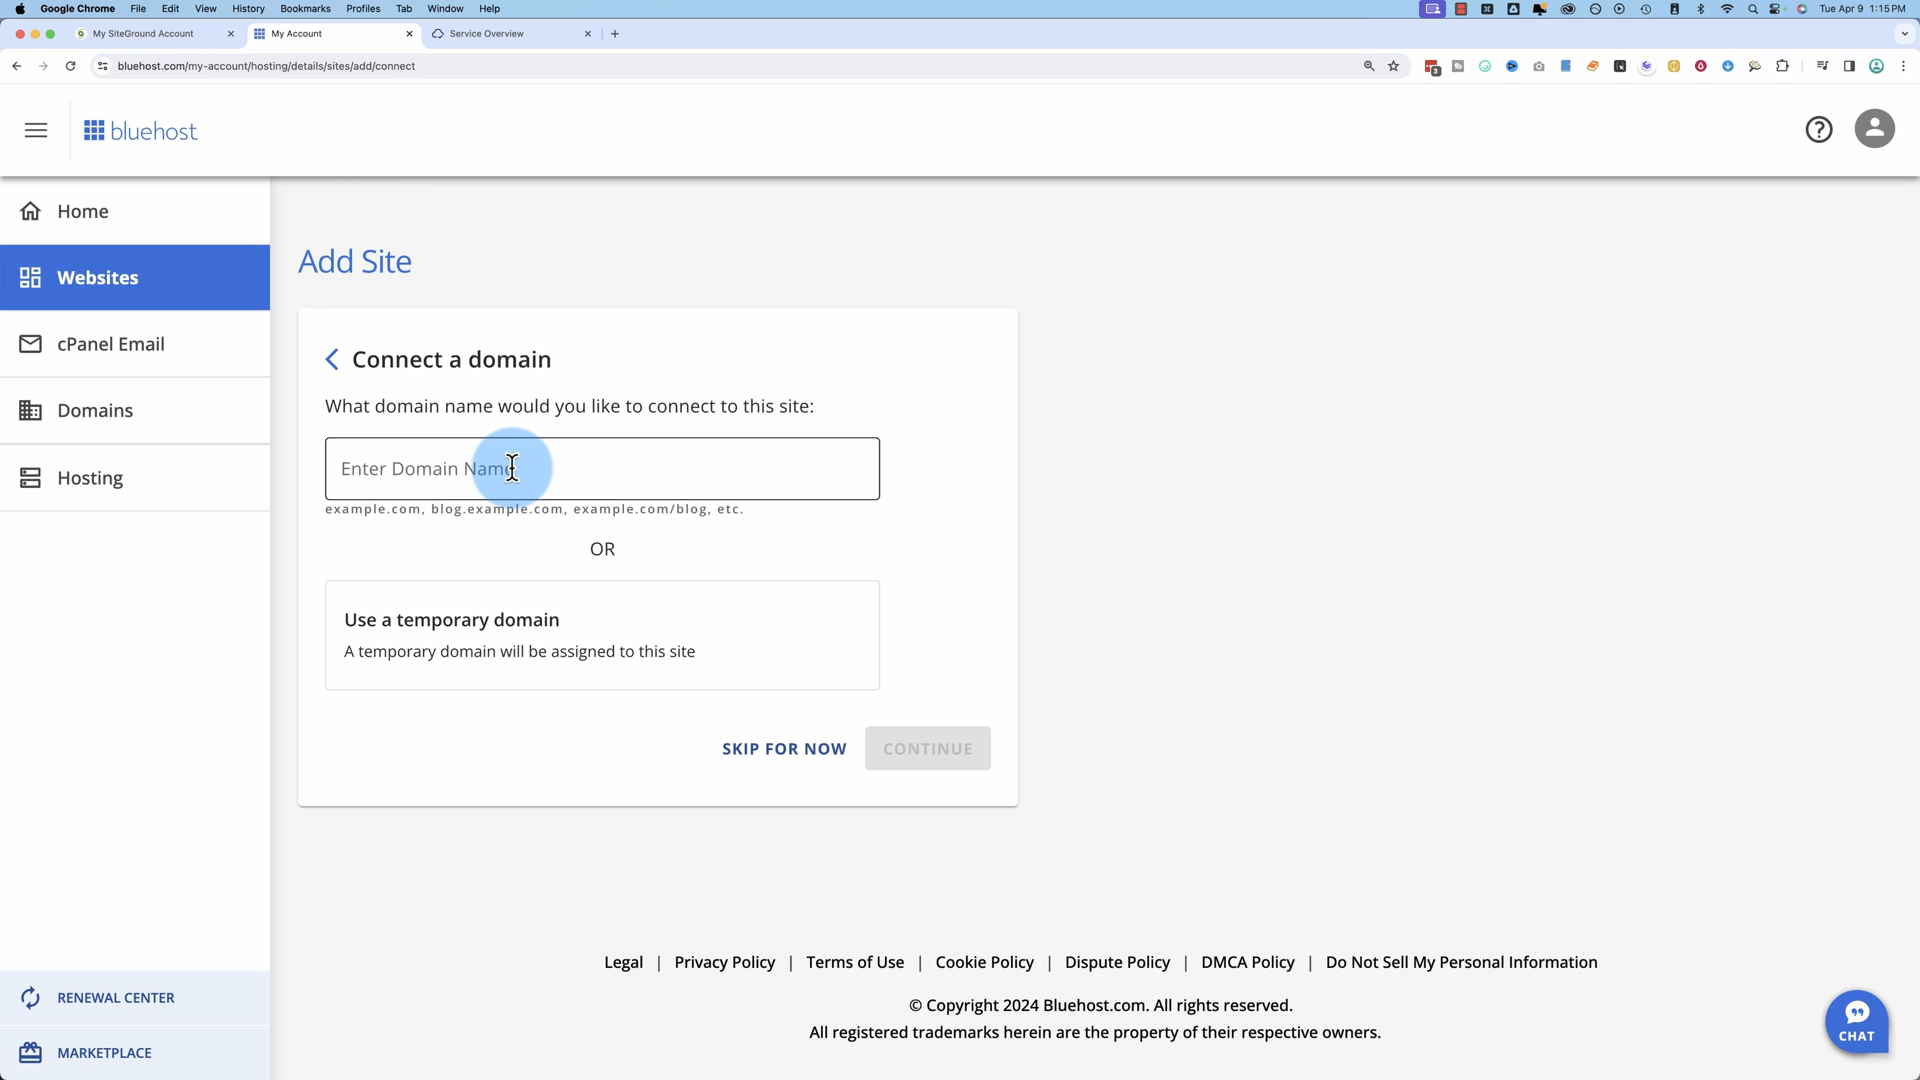 Google Chrome File Edit View History Bookmarks Profiles Tab Window Help Tue Apr 9 1:15 PM
My SiteGround Account My Account Service Overview
bluehost.com/my-account/hosting/details/sites/add/connect
3
bluehost
Home
Websites
cPanel Email
Domains
Hosting
RENEWAL CENTER
MARKETPLACE
Add Site
Connect a domain
What domain name would you like to connect to this site:
Enter Domain Name
example.com, blog.example.com, example.com/blog, etc.
OR
Use a temporary domain
A temporary domain will be assigned to this site
SKIP FOR NOW CONTINUE
Legal | Privacy Policy | Terms of Use | Cookie Policy | Dispute Policy | DMCA Policy | Do Not Sell My Personal Information
© Copyright 2024 Bluehost.com. All rights reserved.
All registered trademarks herein are the property of their respective owners.
CHAT